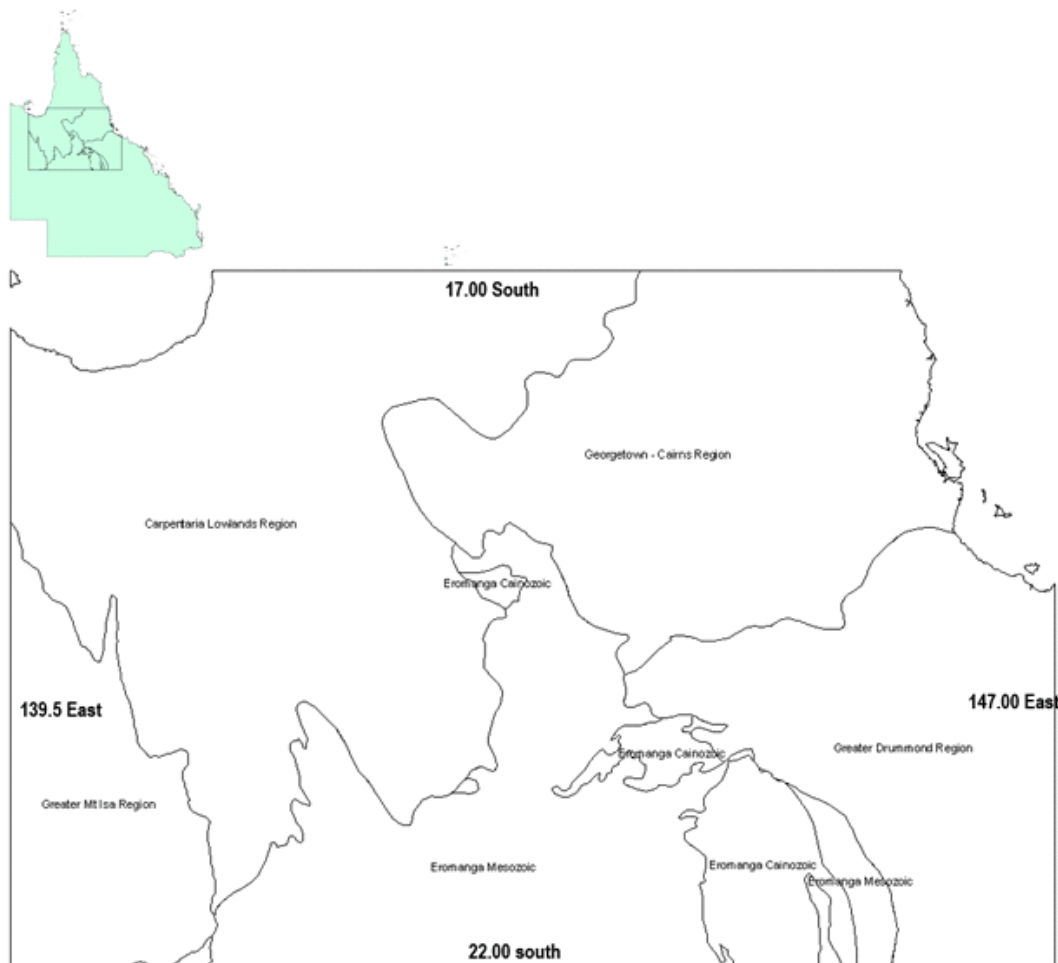 17.00 South
Georgetown - Cairns Region
Carpentaria Lowlands Region
Eromanga Cainozoic
139.5 East
147.00 East
Greater Drummond Region
Eromanga Cainozoic
Greater Mt Isa Region
Eromanga Mesozoic
Eromanga Cainozoic
Eromanga Mesozoic
22.00 south